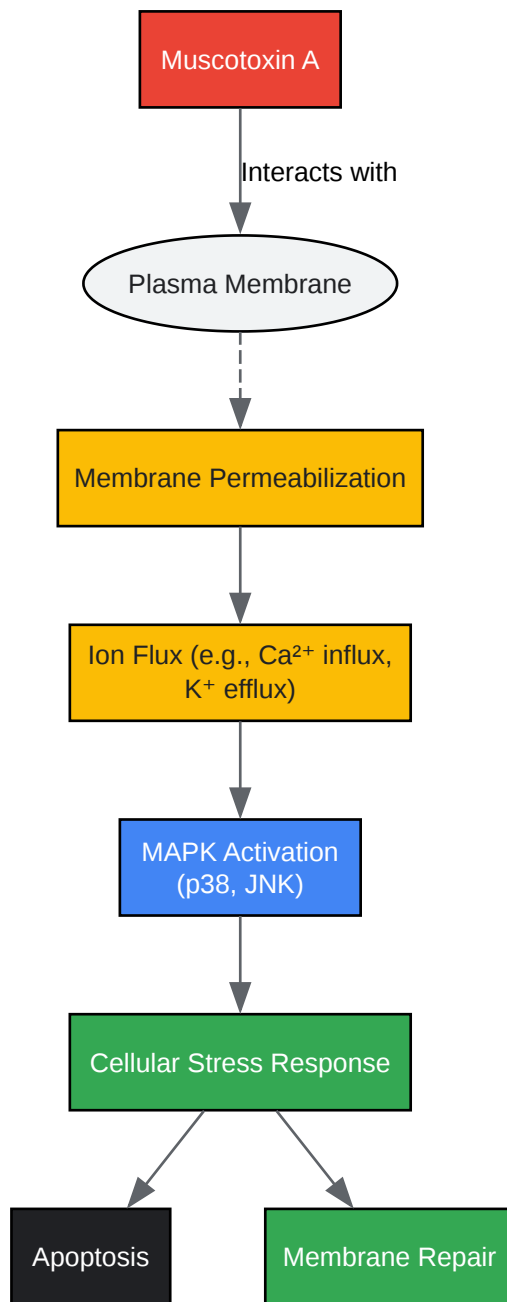 Muscotoxin A
Interacts with
Plasma Membrane
Membrane Permeabilization
Ion Flux (e.g., Ca²⁺ influx,
K⁺ efflux)
MAPK Activation
(p38, JNK)
Cellular Stress Response
Apoptosis
Membrane Repair